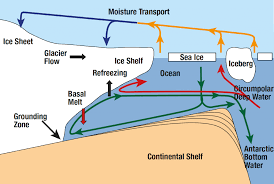 Moisture Transport
Ice Sheet
Glacier
Flow
Ice Shelf
Sea Ice
Iceberg
Refreezing
Ocean
Circumpolar
Deep Water
Basal
Melt
Grounding
Zone
Antarctic
Bottom
Water
Continental Shelf